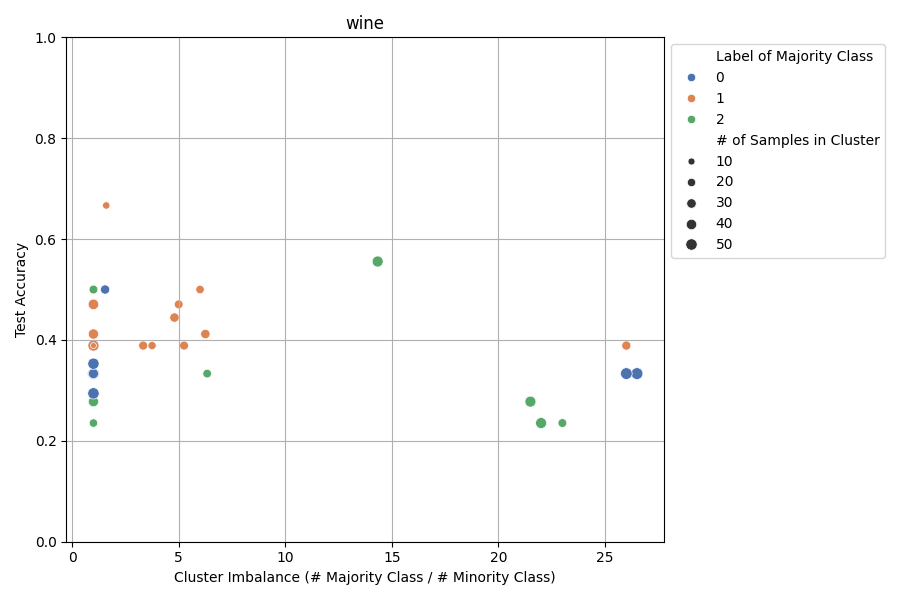 wine
Test Accuracy
1.0
0.8
0.6
0.4
0.2
0.0
0 5 10 15 20 25
Cluster Imbalance (# Majority Class / # Minority Class)
Label of Majority Class
0
1
2
# of Samples in Cluster
10
20
30
40
50